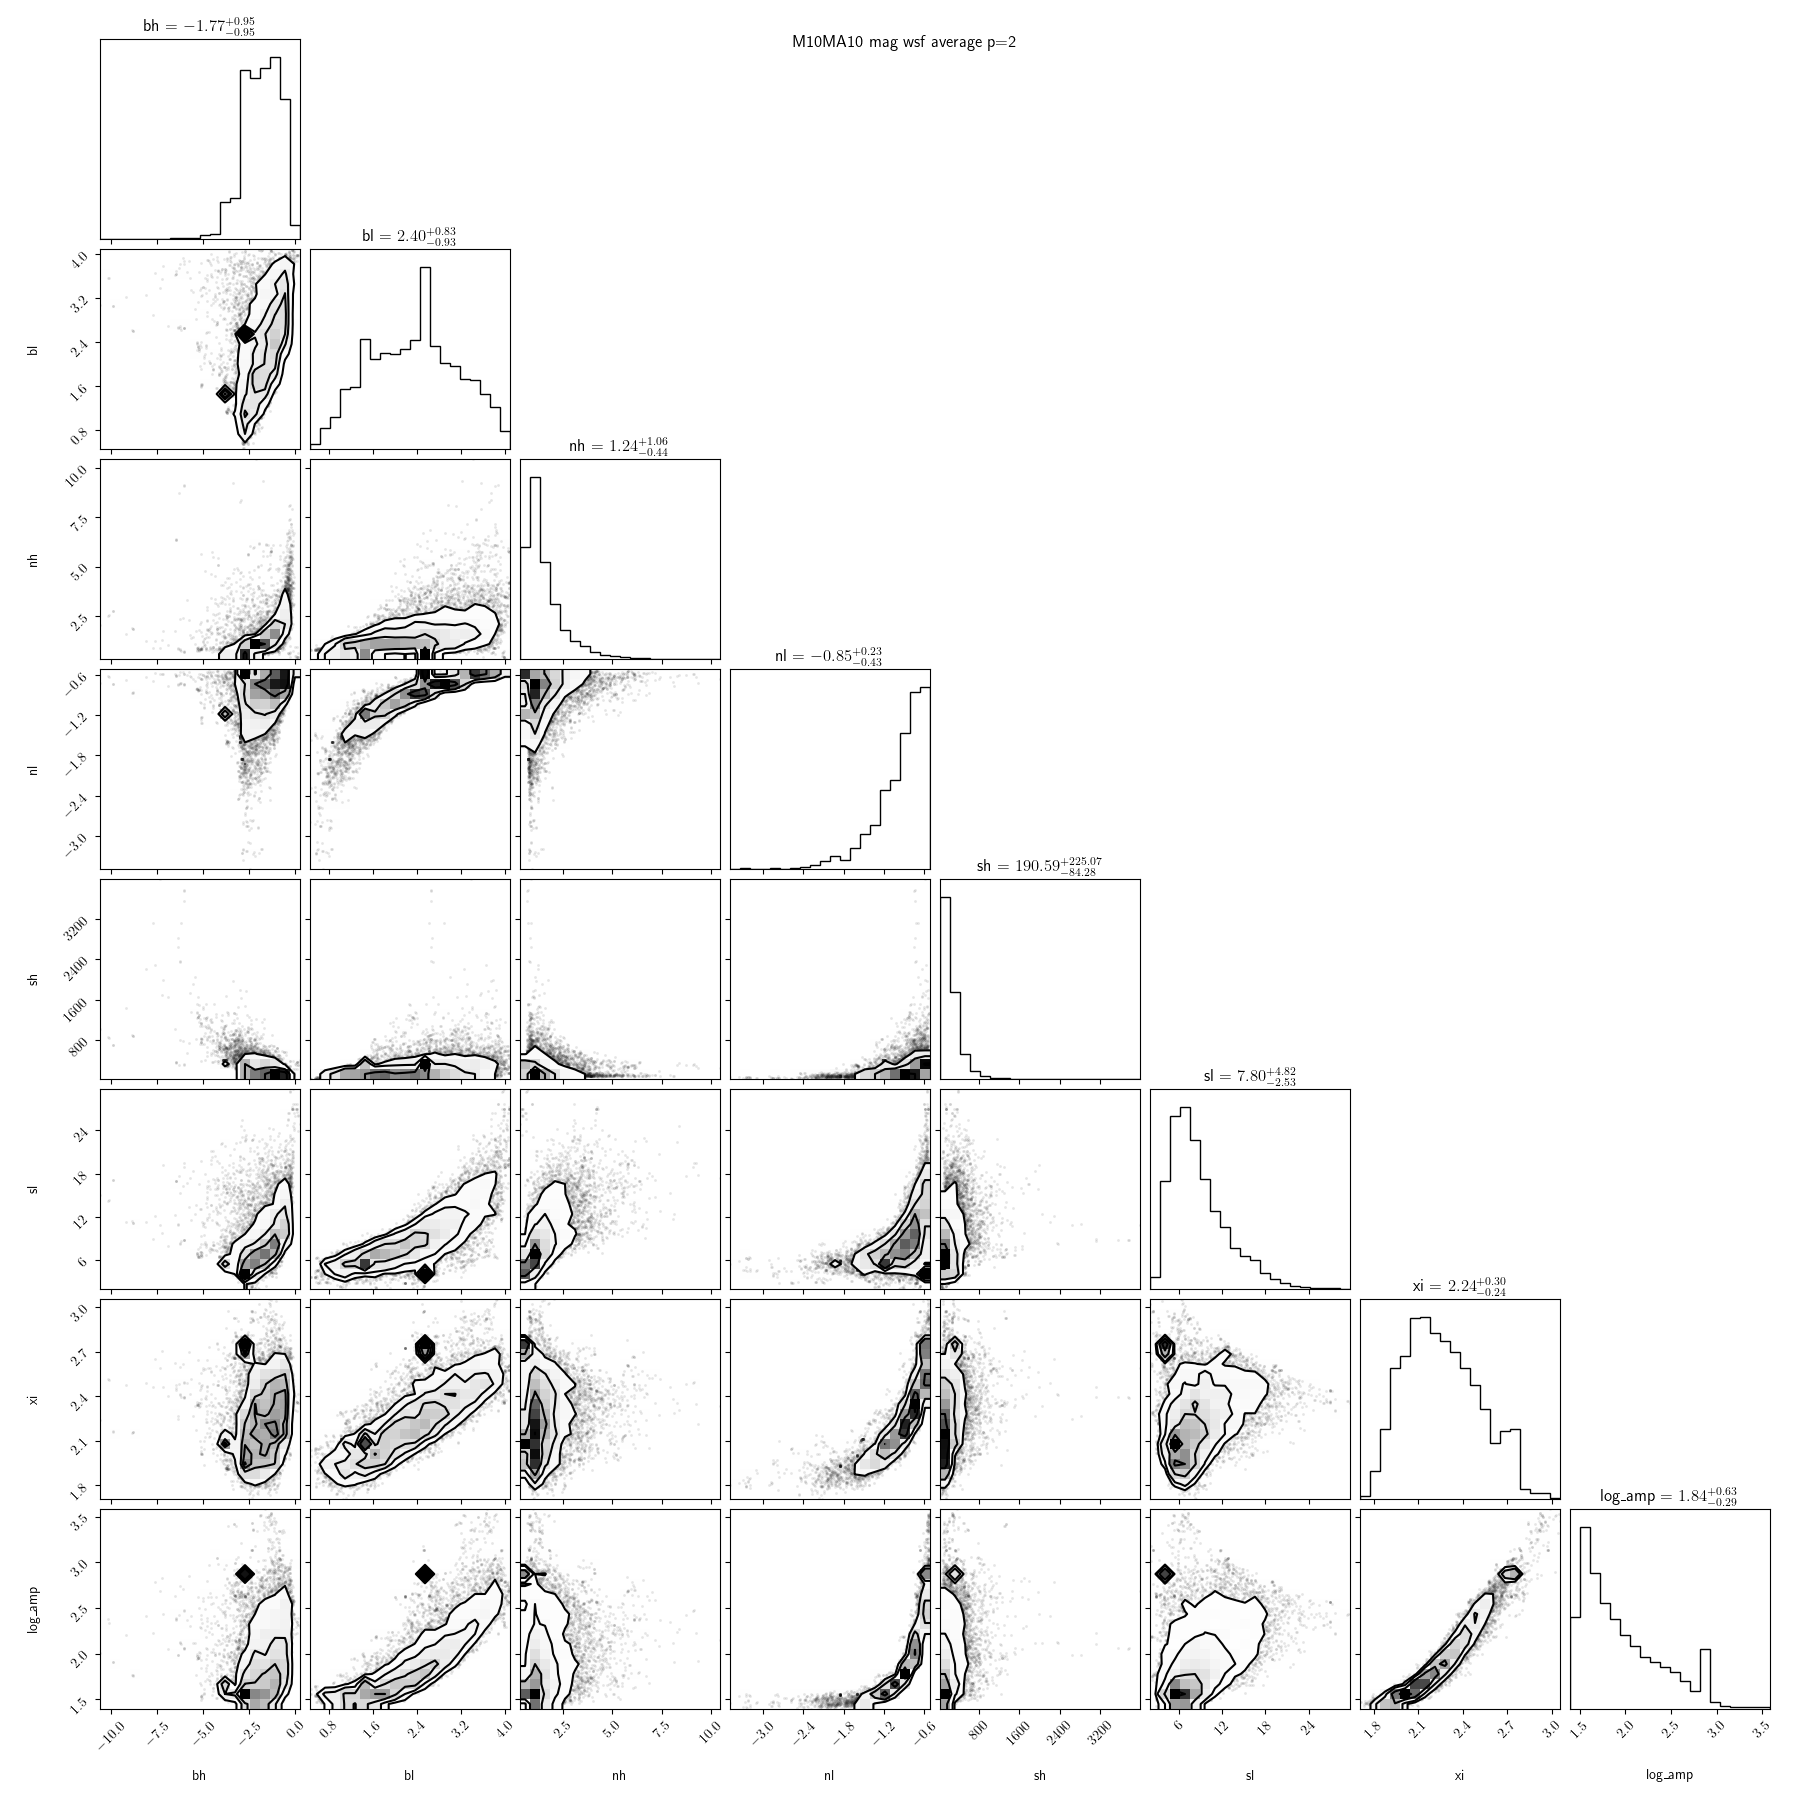 M10MA10 mag wsf average p=2
bh = −1.77+0.95−0.95
bl = 2.40+0.83−0.93
4.0
3.2
2.4
1.6
0.8
bl
nh = 1.24+1.06−0.44
10.0
7.5
5.0
2.5
nh
nl = −0.85+0.23−0.43
−0.6
−1.2
−1.8
−2.4
−3.0
nl
sh = 190.59+225.07−84.28
3200
2400
1600
800
sh
sl = 7.80+4.82−2.53
24
18
12
6
sl
xi = 2.24+0.30−0.24
3.0
2.7
2.4
2.1
1.8
xi
log_amp = 1.84+0.63−0.29
3.5
3.0
2.5
2.0
1.5
log_amp
−10.0 −7.5 −5.0 −2.5 0.0 0.8 1.6 2.4 3.2 4.0 2.5 5.0 7.5 10.0 −3.0 −2.4 −1.8 −1.2 −0.6 800 1600 2400 3200 6 12 18 24 1.8 2.1 2.4 2.7 3.0 1.5 2.0 2.5 3.0 3.5
bh bl nh nl sh sl xi log_amp